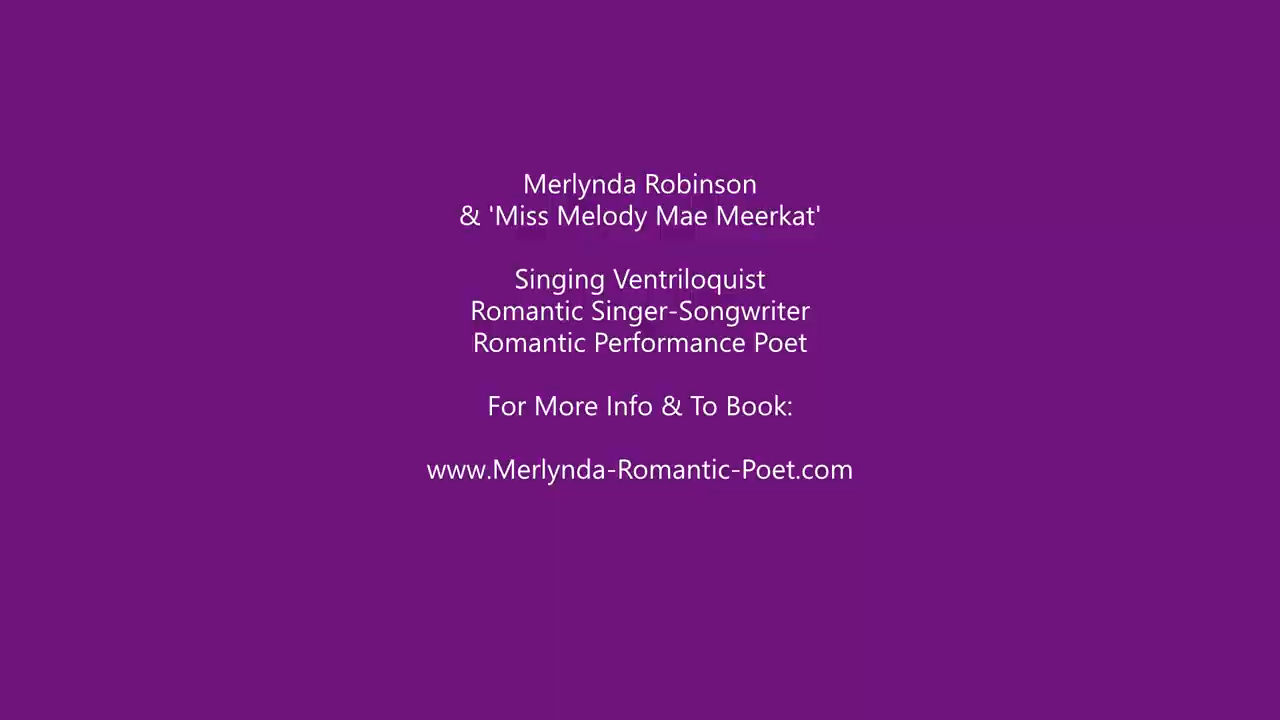 Merlynda Robinson
& 'Miss Melody Mae Meerkat'
Singing Ventriloquist
Romantic Singer-Songwriter
Romantic Performance Poet
For More Info & To Book:
www.Merlynda-Romantic-Poet.com